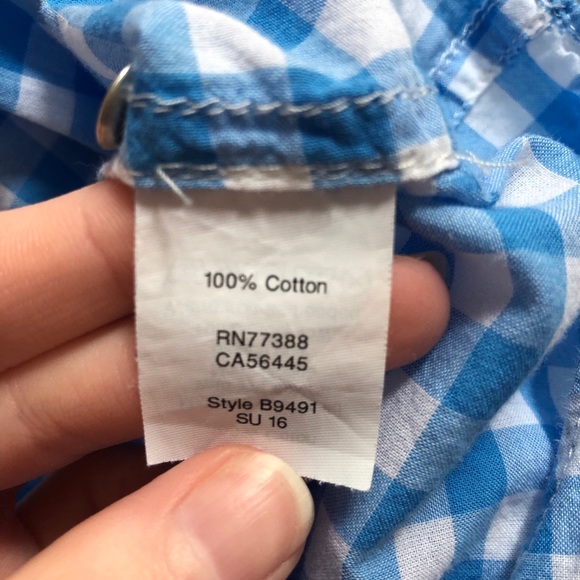 100% Cotton
RN77388
CA56445
Style B9491
SU 16